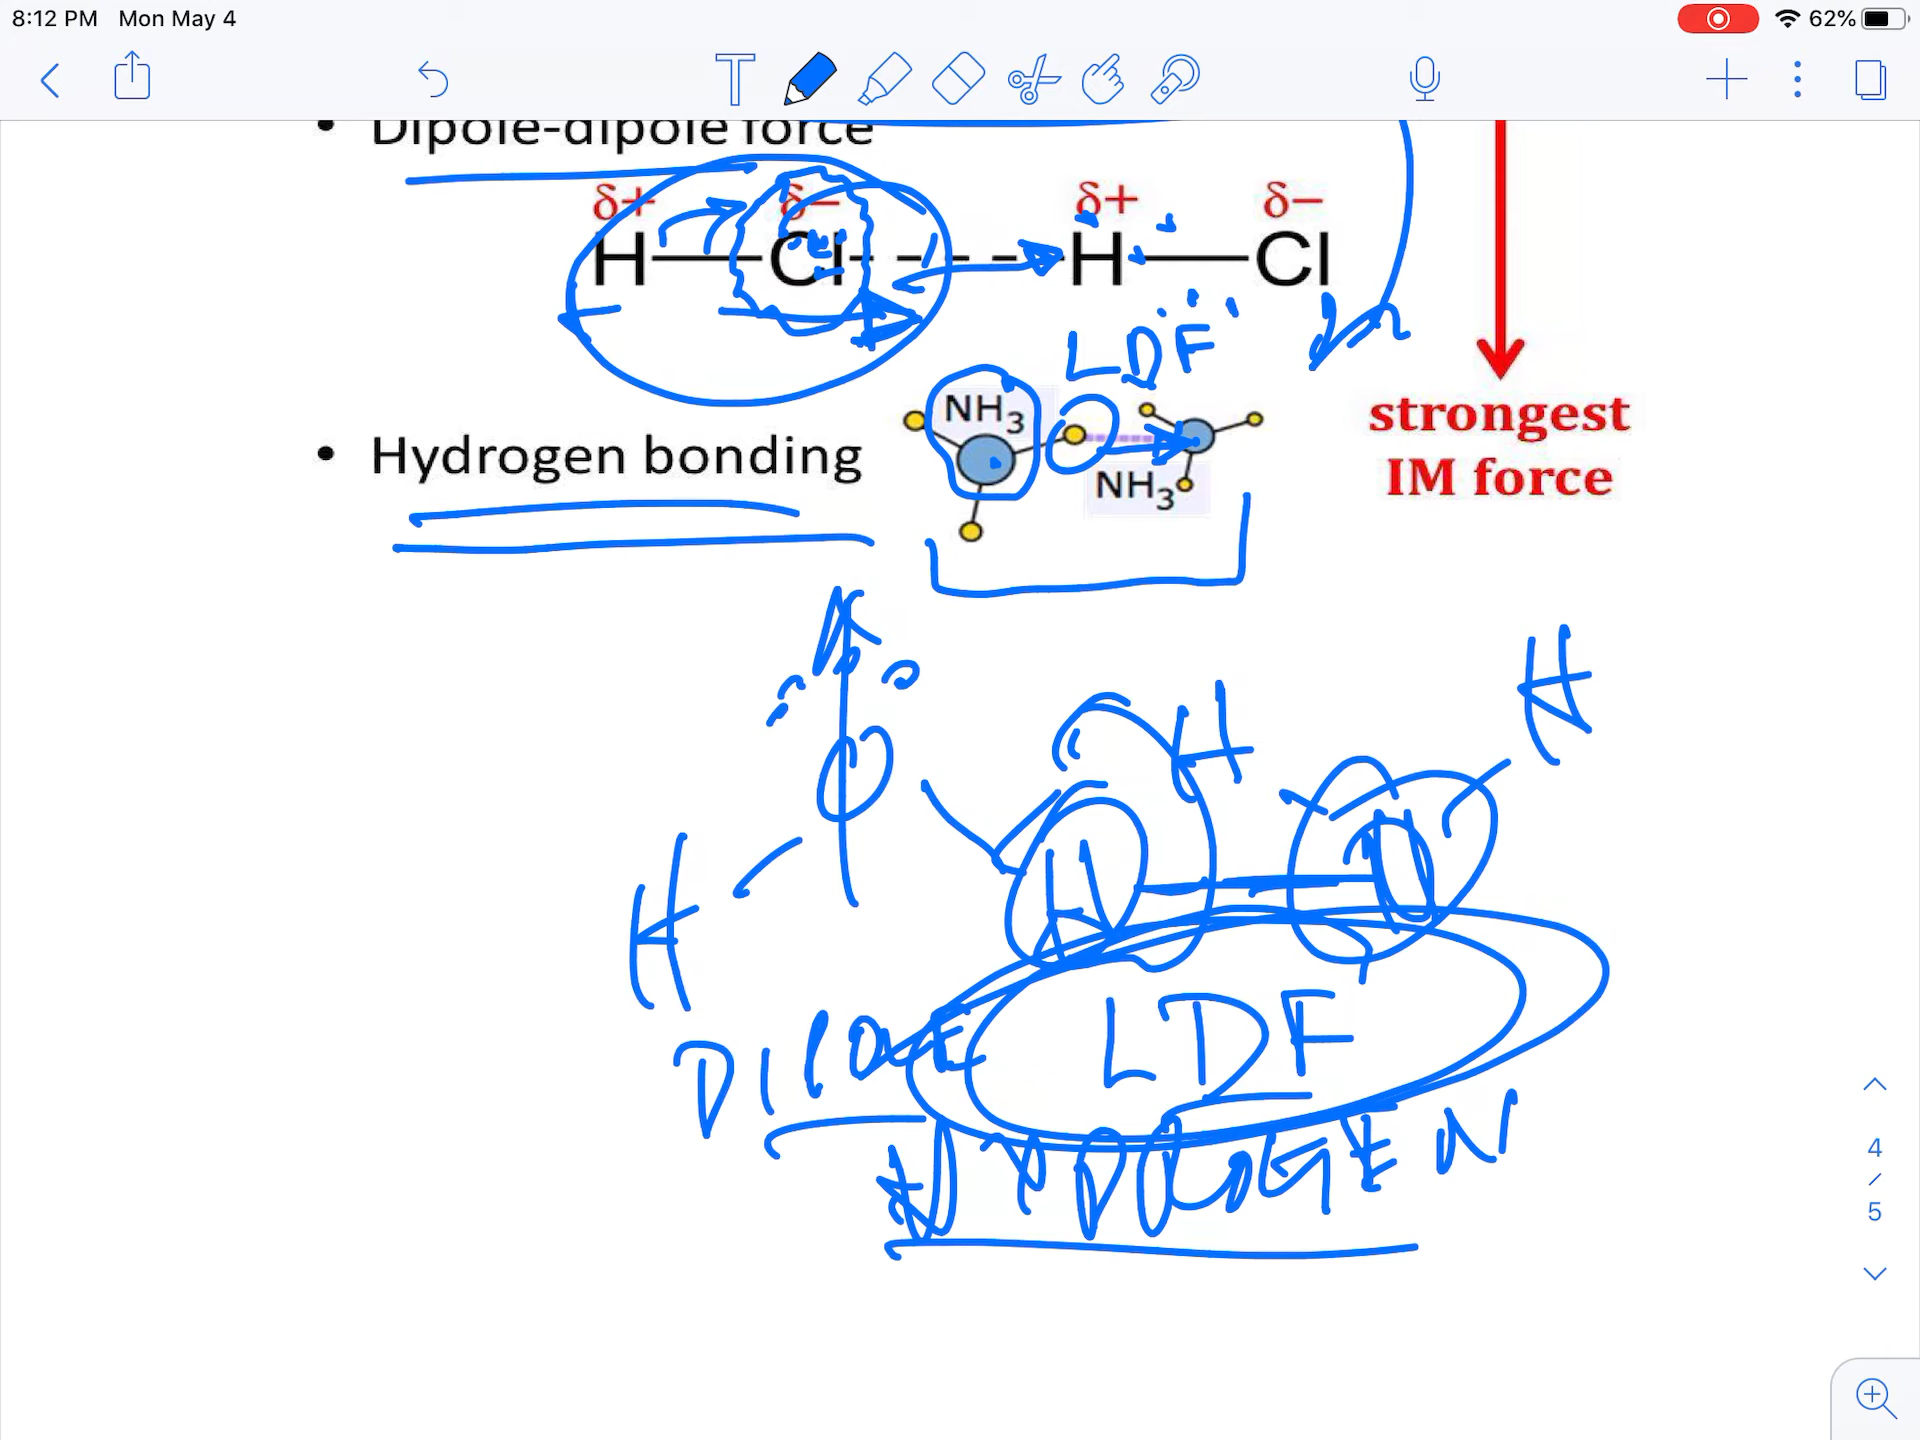 8:12 PM Mon May 4 62%
T
• Dipole-dipole force
δ+ δ− δ+ δ−
H Cl H Cl
LDF
• Hydrogen bonding
NH3
NH3
strongest
IM force
H
H
O
H
H
DIPOLE
LDF
HYDROGEN
4
/
5